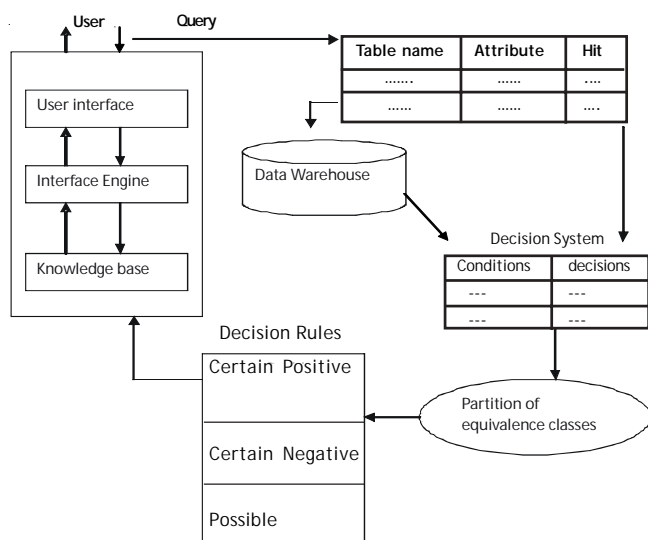 User
Query
Table name Attribute Hit
....... ...... ....
...... ...... ....
User interface
Interface Engine
Knowledge base
Data Warehouse
Decision System
Conditions decisions
--- ---
--- ---
Decision Rules
Certain Positive
Certain Negative
Possible
Partition of
equivalence classes